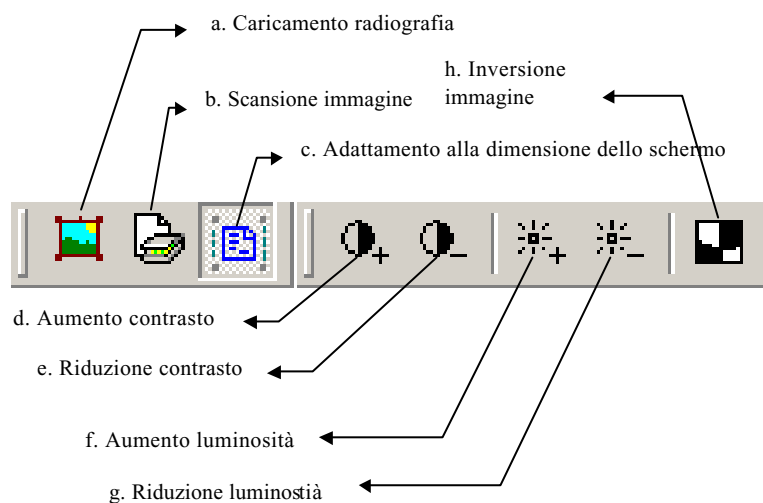 a. Caricamento radiografia
h. Inversione
immagine
b. Scansione immagine
c. Adattamento alla dimensione dello schermo
d. Aumento contrasto
e. Riduzione contrasto
f. Aumento luminosità
g. Riduzione luminostià